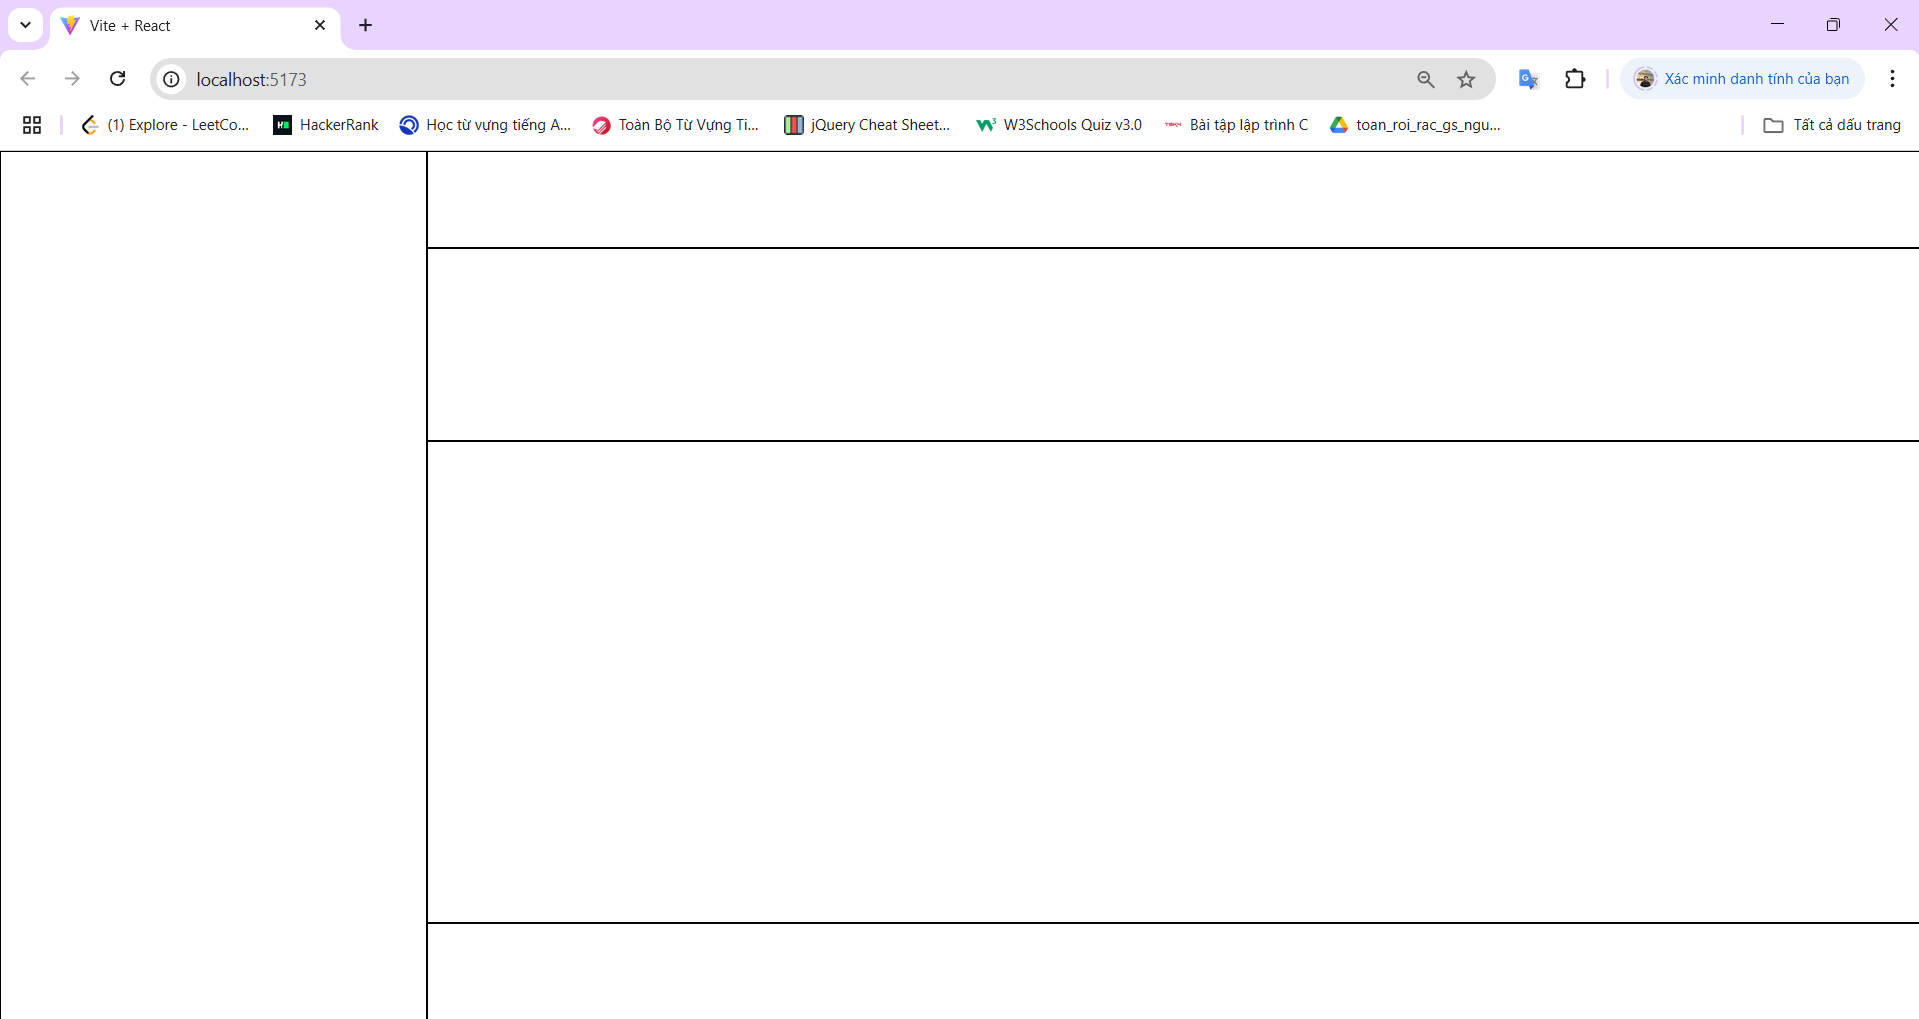 Vite + React
localhost:5173
Xác minh danh tính của bạn
(1) Explore - LeetCo...
HackerRank
Học từ vựng tiếng A...
Toàn Bộ Từ Vựng Ti...
jQuery Cheat Sheet...
W3Schools Quiz v3.0
Bài tập lập trình C
toan_roi_rac_gs_ngu...
Tất cả dấu trang